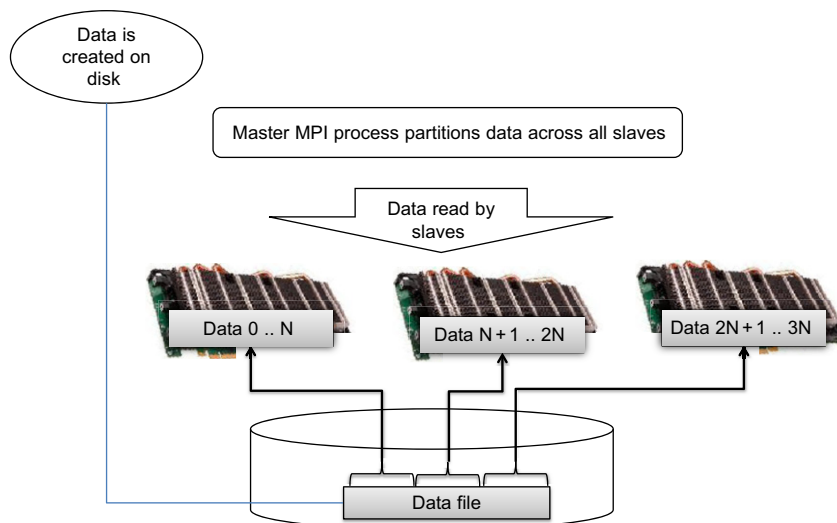 Data is
created on
disk
Master MPI process partitions data across all slaves
Data read by
slaves
Data 0 .. N
Data N + 1 .. 2N
Data 2N + 1 .. 3N
Data file